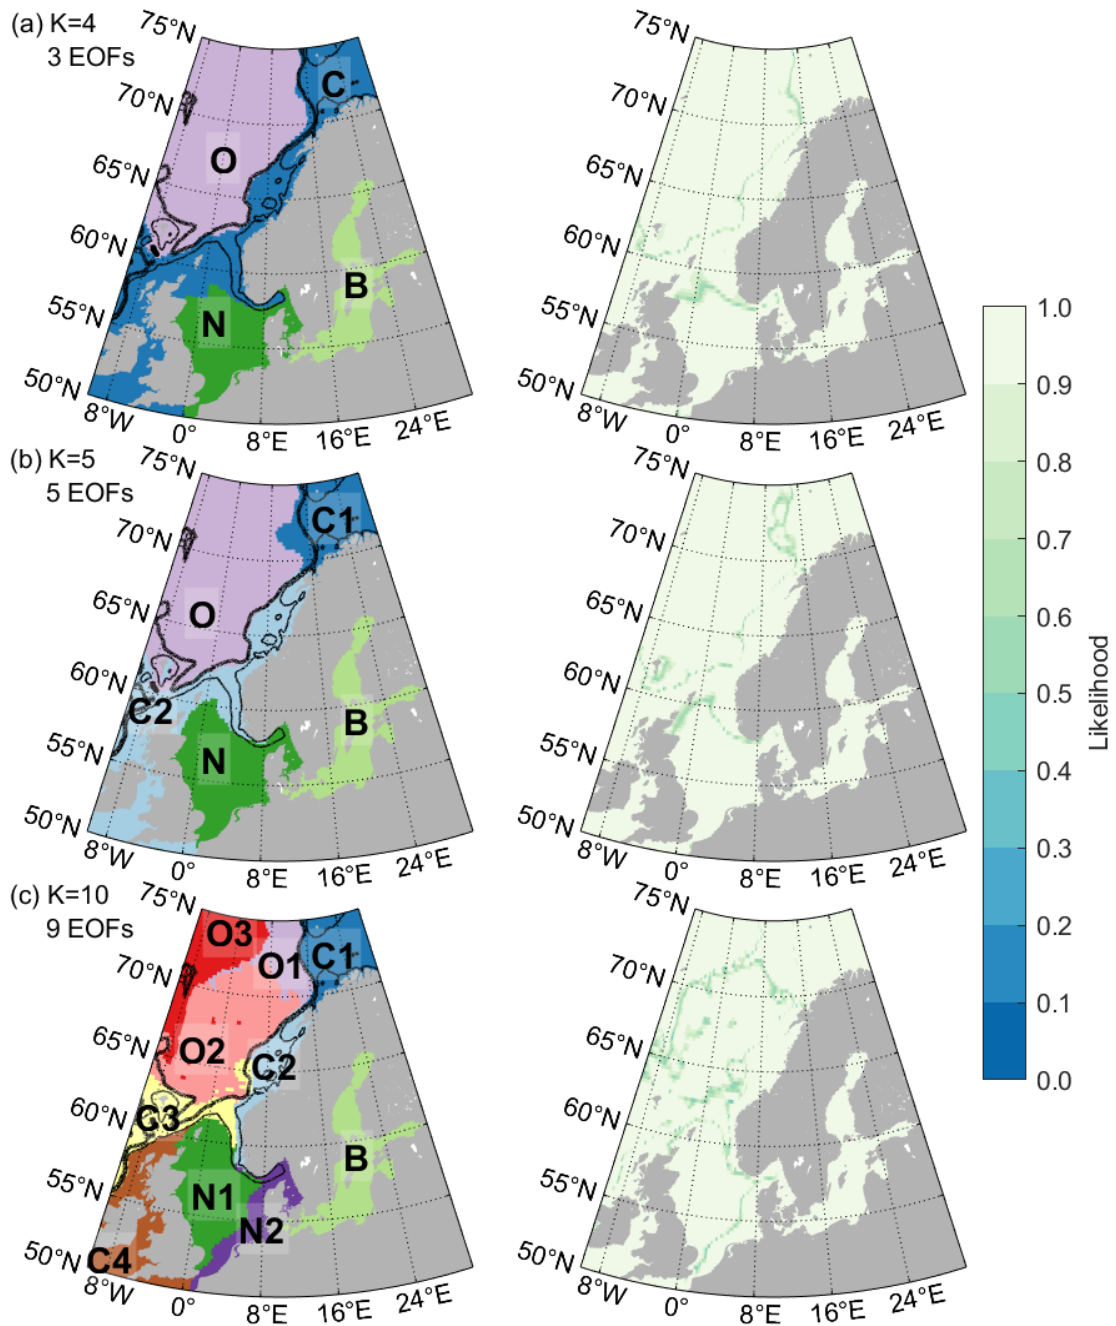 (a) K=4
3 EOFs
75°N
70°N
65°N
60°N
55°N
50°N
8°W
0°
8°E
16°E
24°E
C
O
N
B
75°N
70°N
65°N
60°N
55°N
50°N
8°W
0°
8°E
16°E
24°E
(b) K=5
5 EOFs
75°N
70°N
65°N
60°N
55°N
50°N
8°W
0°
8°E
16°E
24°E
C1
O
C2
N
B
75°N
70°N
65°N
60°N
55°N
50°N
8°W
0°
8°E
16°E
24°E
(c) K=10
9 EOFs
75°N
70°N
65°N
60°N
55°N
50°N
8°W
0°
8°E
16°E
24°E
O3
O1
C1
O2
C2
C3
B
N1
N2
C4
75°N
70°N
65°N
60°N
55°N
50°N
8°W
0°
8°E
16°E
24°E
1.0
0.9
0.8
0.7
0.6
0.5
0.4
0.3
0.2
0.1
0.0
Likelihood